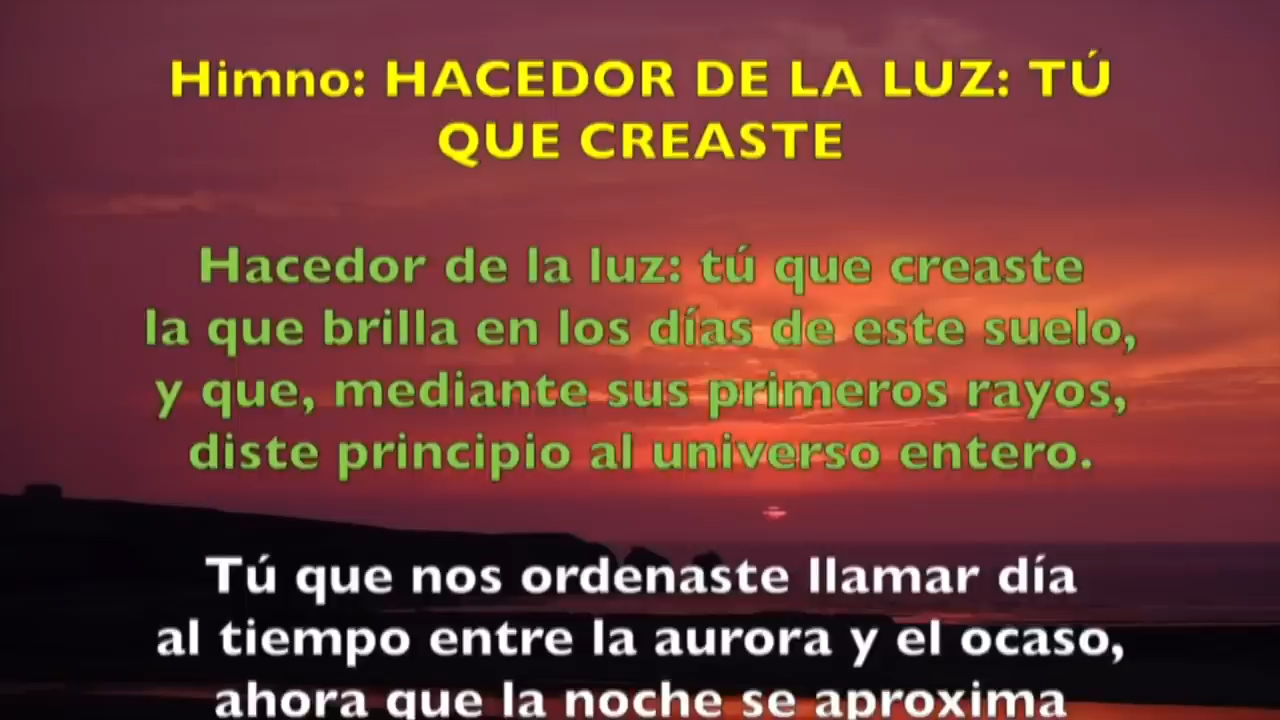 Himno: HACEDOR DE LA LUZ: TÚ
QUE CREASTE
Hacedor de la luz: tú que creaste
la que brilla en los días de este suelo,
y que, mediante sus primeros rayos,
diste principio al universo entero.
Tú que nos ordenaste llamar día
al tiempo entre la aurora y el ocaso,
ahora que la noche se aproxima